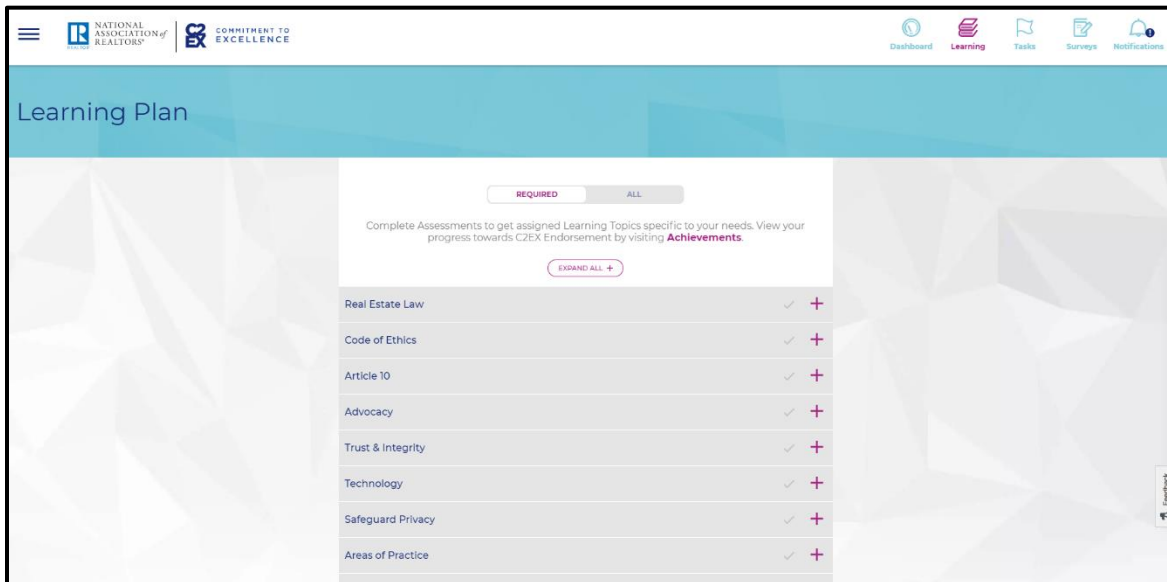 NATIONAL
ASSOCIATION of
REALTORS®
REALTOR®
C2EX
COMMITMENT TO
EXCELLENCE
Dashboard
Learning
Tasks
Surveys
Notifications
Learning Plan
REQUIRED
ALL
Complete Assessments to get assigned Learning Topics specific to your needs. View your
progress towards C2EX Endorsement by visiting Achievements.
EXPAND ALL +
Real Estate Law
Code of Ethics
Article 10
Advocacy
Trust & Integrity
Technology
Safeguard Privacy
Areas of Practice
Feedback